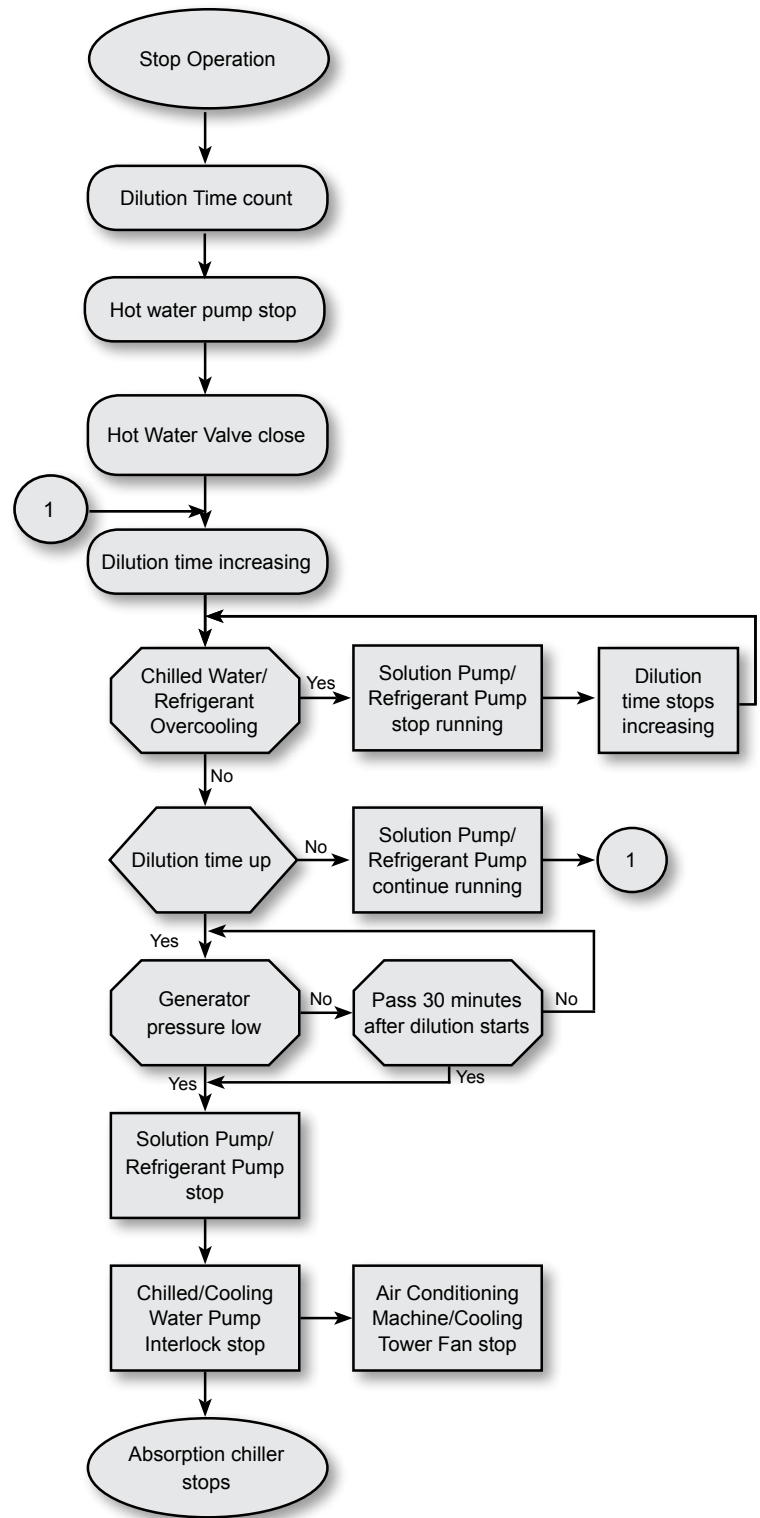 Stop Operation
Dilution Time count
Hot water pump stop
Hot Water Valve close
1
Dilution time increasing
Chilled Water/
Refrigerant
Overcooling
Yes
Solution Pump/
Refrigerant Pump
stop running
Dilution
time stops
increasing
No
Dilution time up
No
Solution Pump/
Refrigerant Pump
continue running
1
Yes
Generator
pressure low
No
Pass 30 minutes
after dilution starts
No
Yes
Yes
Solution Pump/
Refrigerant Pump
stop
Chilled/Cooling
Water Pump
Interlock stop
Air Conditioning
Machine/Cooling
Tower Fan stop
Absorption chiller
stops